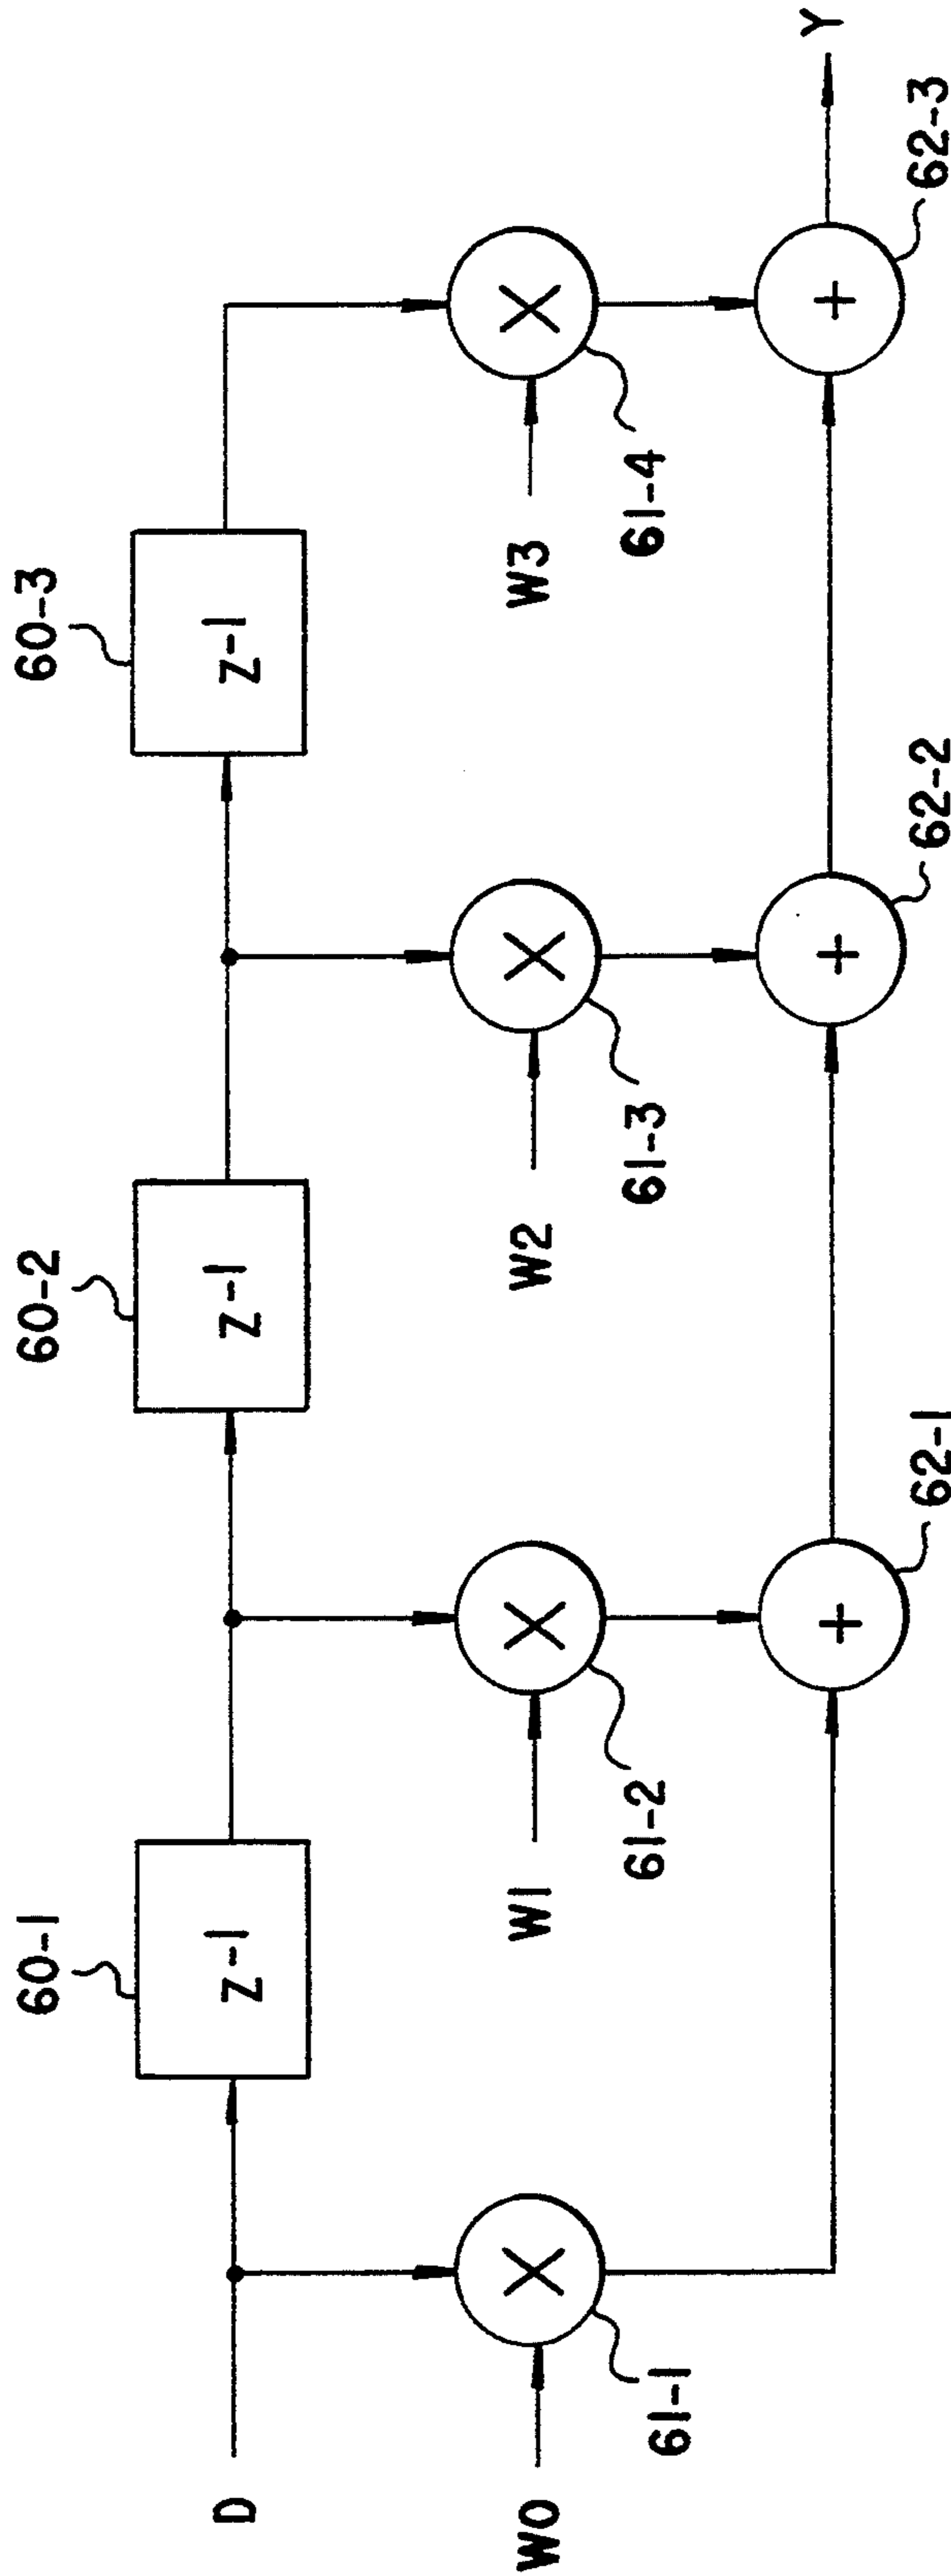 60-1 60-2 60-3
D Z-1 Z-1 Z-1
W0 W1 W2 W3
X X X X
61-1 61-2 61-3 61-4
+ + + Y
62-1 62-2 62-3